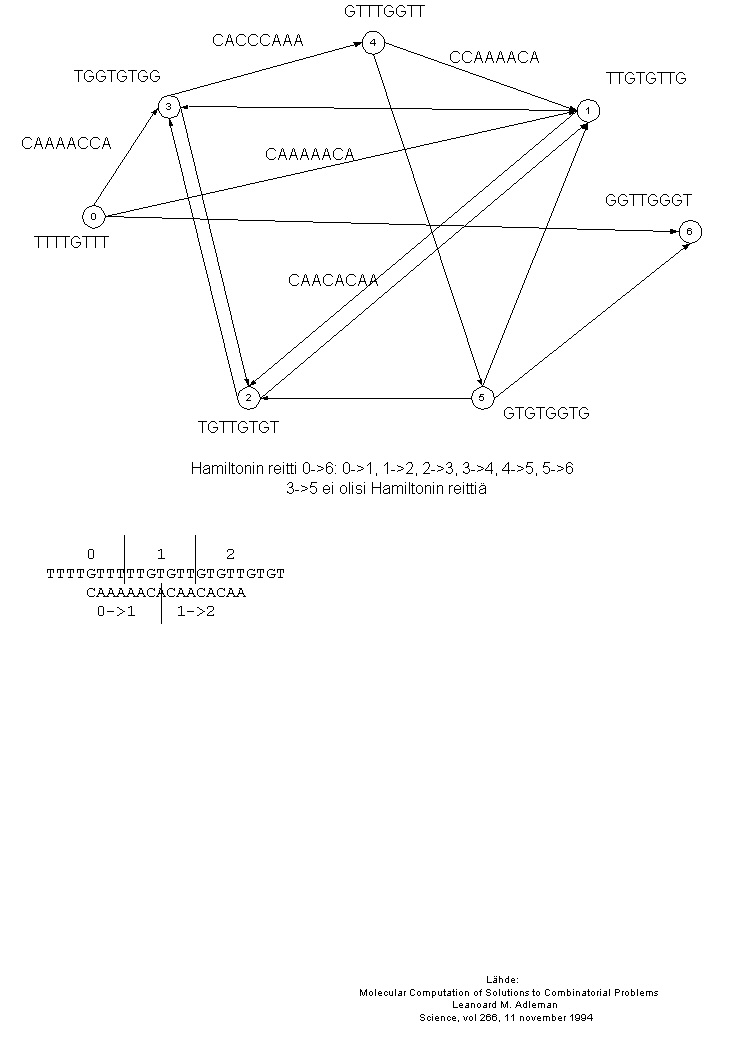 GTTTGGTT
CACCCAAA
4
CCAAAACA
TGGTGTGG
TTGTGTTG
3
1
CAAAACCA
CAAAAACA
GGTTGGGT
0
6
TTTTGTTT
CAACACAA
2
5
TGTTGTGT
GTGTGGTG
Hamiltonin reitti 0->6: 0->1, 1->2, 2->3, 3->4, 4->5, 5->6
3->5 ei olisi Hamiltonin reittiä
0 1 2
TTTTGTTTTTGTGTTGTGTTGTGT
CAAAAACACAACACAA
0->1 1->2
Lähde:
Molecular Computation of Solutions to Combinatorial Problems
Leanoard M. Adleman
Science, vol 266, 11 november 1994